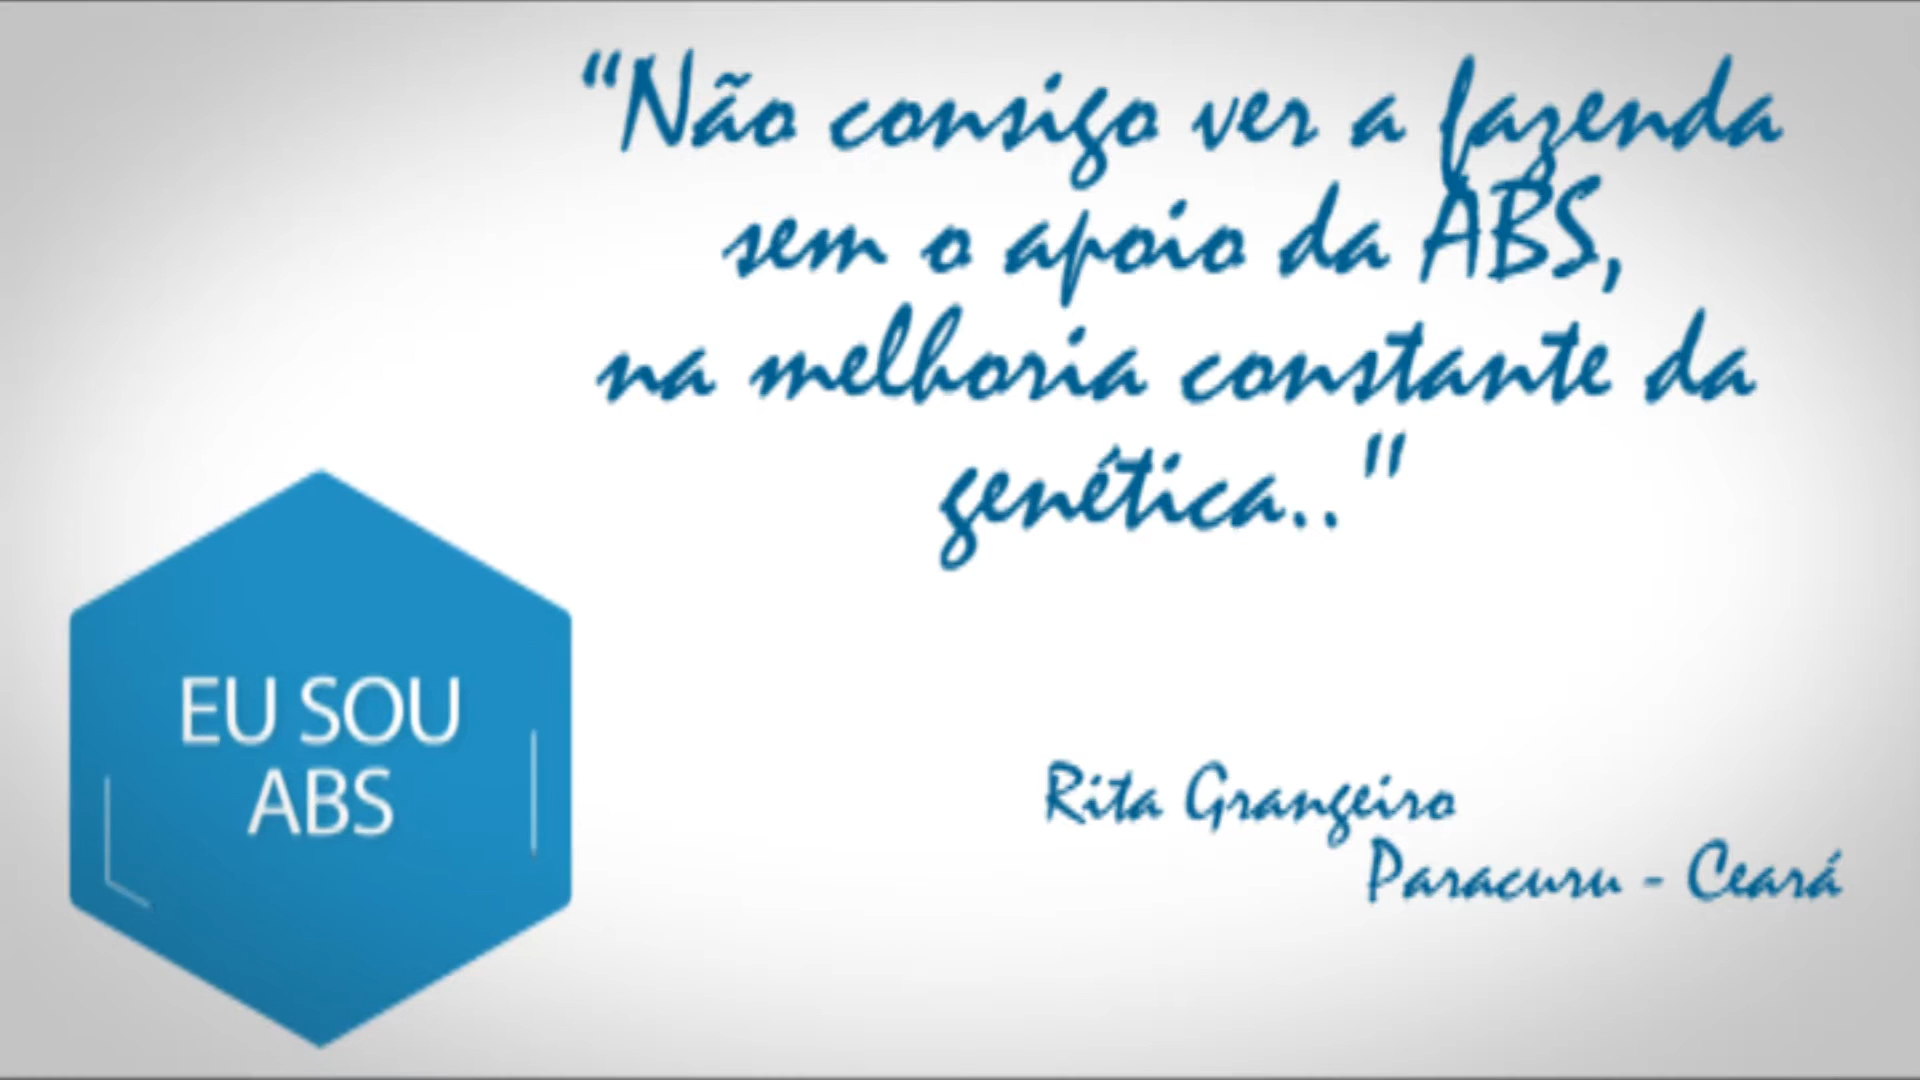 “Não consigo ver a fazenda
sem o apoio da ABS,
na melhoria constante da
genética.."
EU SOU
ABS
Rita Grangeiro
Paracuru - Ceará